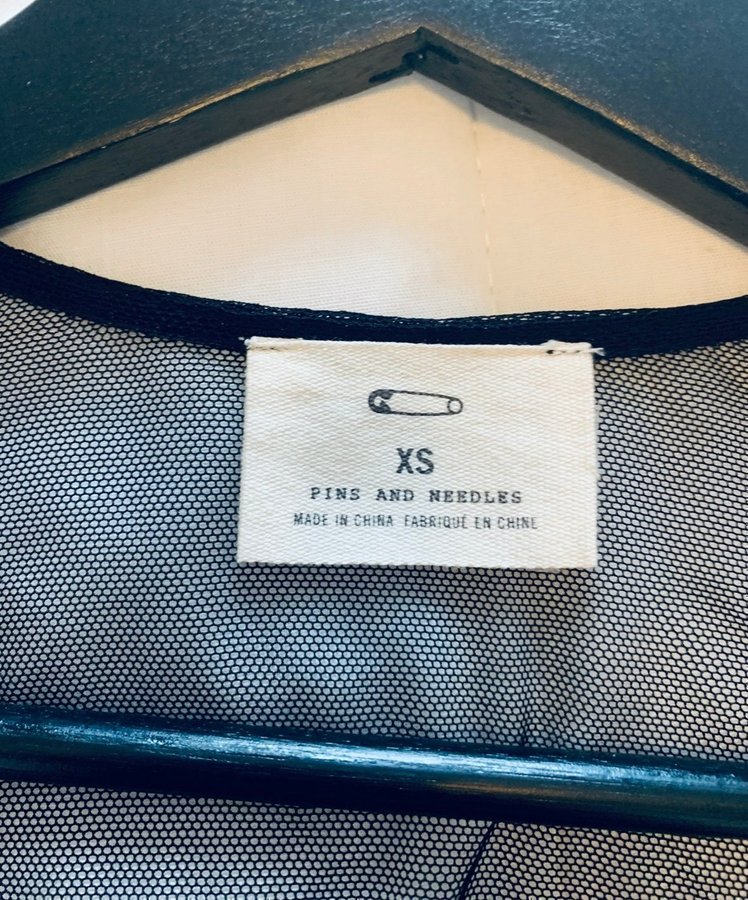 XS
PINS AND NEEDLES
MADE IN CHINA FABRIQUÉ EN CHINE